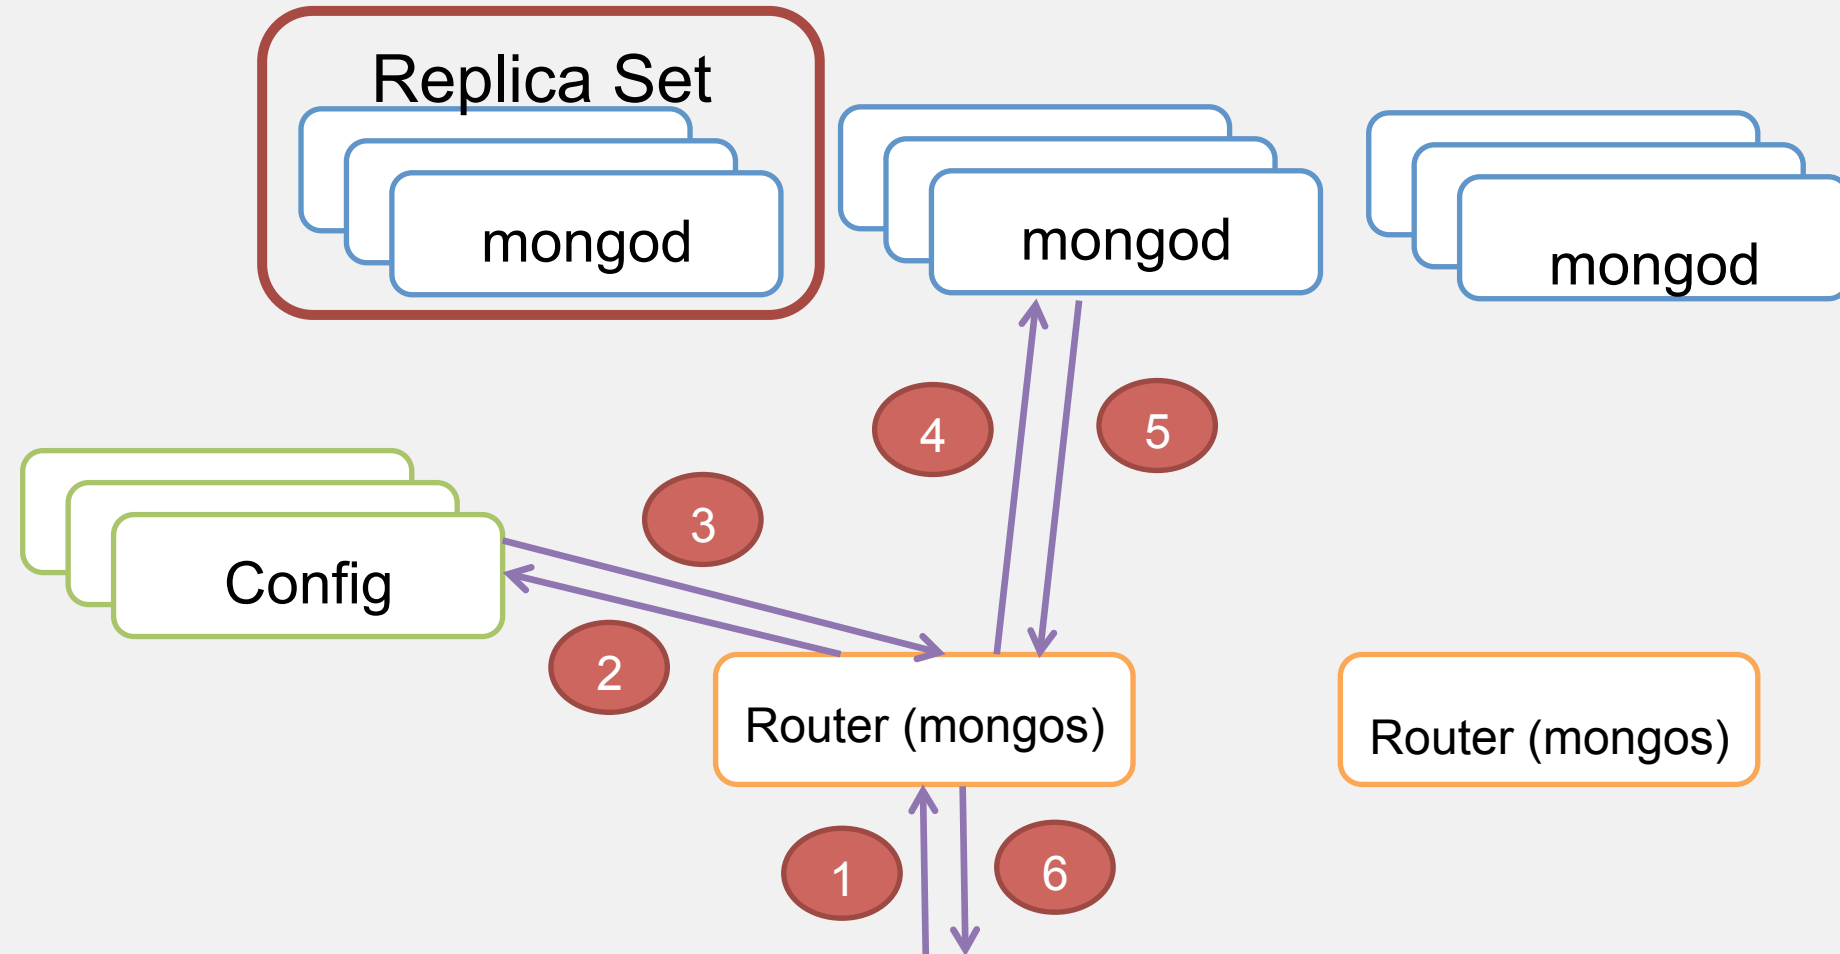 Replica Set
mongod
mongod
mongod
4
5
3
Config
2
Router (mongos)
Router (mongos)
1
6